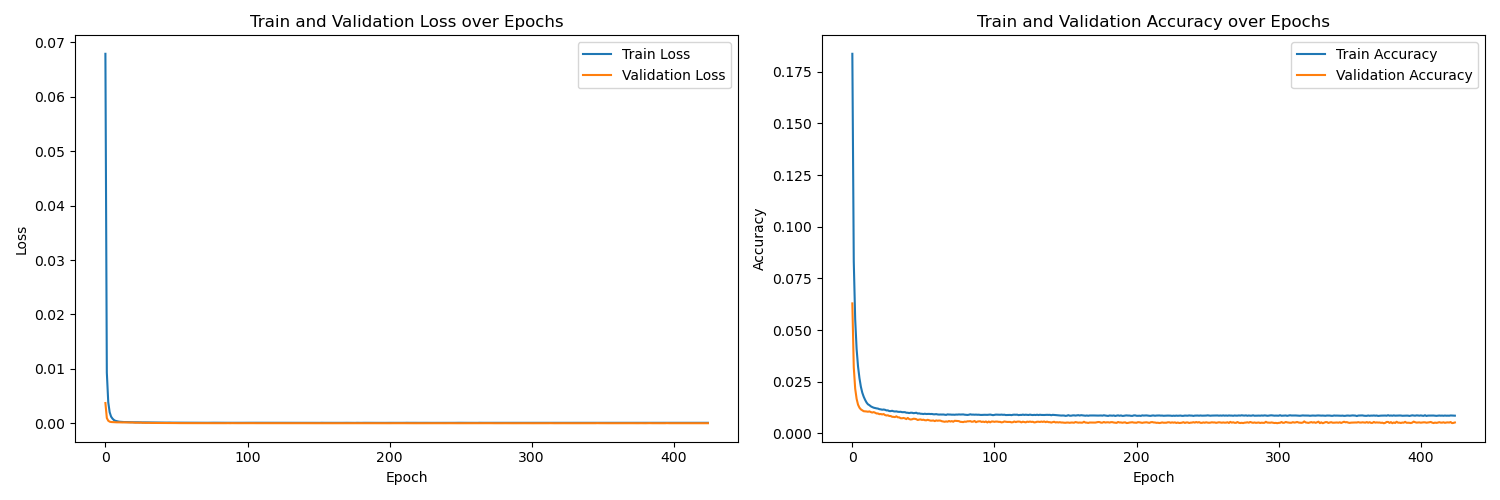 Train and Validation Loss over Epochs
Train Loss
Validation Loss
0.07
0.06
0.05
0.04
0.03
0.02
0.01
0.00
Loss
0
100
200
300
400
Epoch
Train and Validation Accuracy over Epochs
Train Accuracy
Validation Accuracy
0.175
0.150
0.125
0.100
0.075
0.050
0.025
0.000
Accuracy
0
100
200
300
400
Epoch